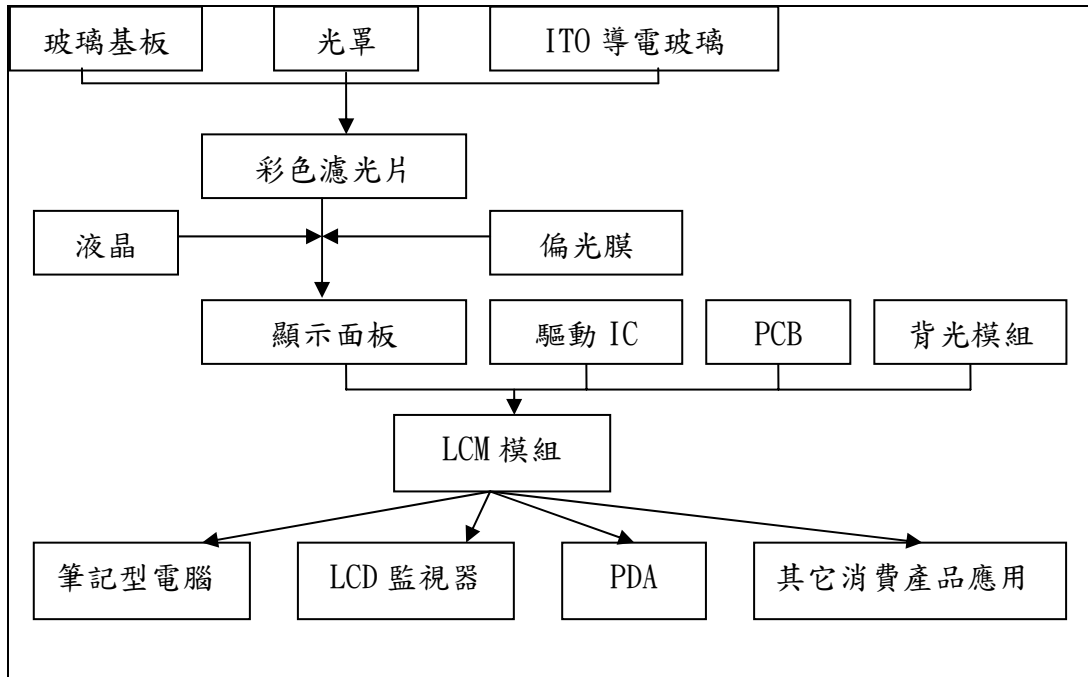 玻璃基板
光罩
ITO 導電玻璃
彩色濾光片
液晶
偏光膜
顯示面板
驅動 IC
PCB
背光模組
LCM 模組
筆記型電腦
LCD 監視器
PDA
其它消費產品應用